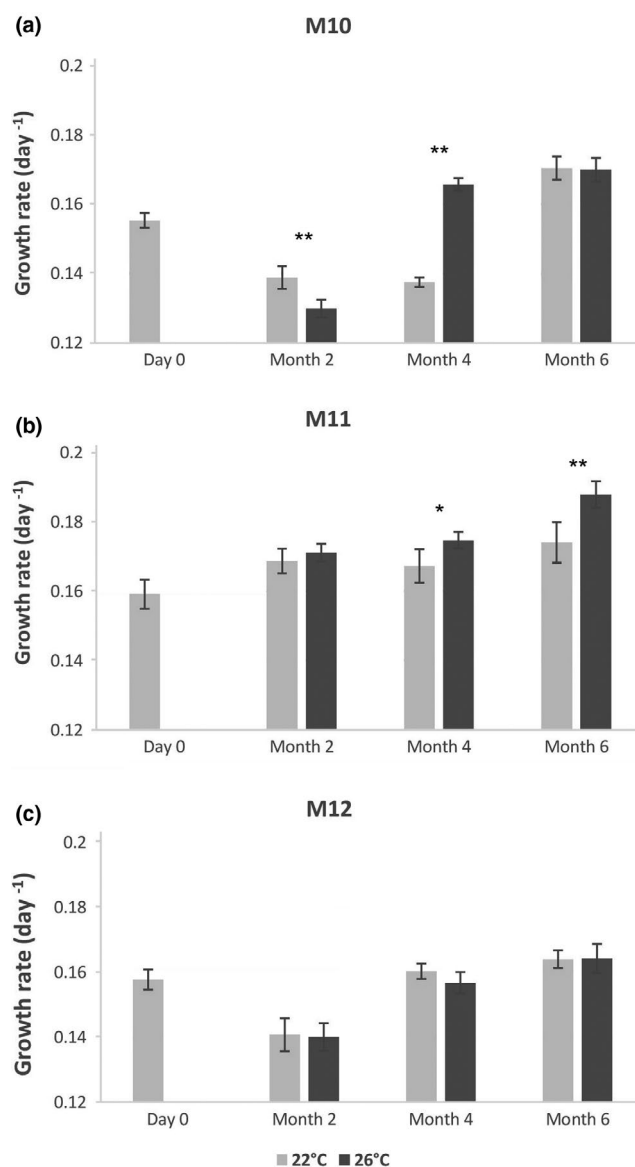 (a)
M10
Growth rate (day -1)
0.2
0.18
0.16
0.14
0.12
**
**
Day 0 Month 2 Month 4 Month 6
(b)
M11
Growth rate (day -1)
0.2
0.18
0.16
0.14
0.12
*
**
Day 0 Month 2 Month 4 Month 6
(c)
M12
Growth rate (day -1)
0.2
0.18
0.16
0.14
0.12
Day 0 Month 2 Month 4 Month 6
22°C 26°C